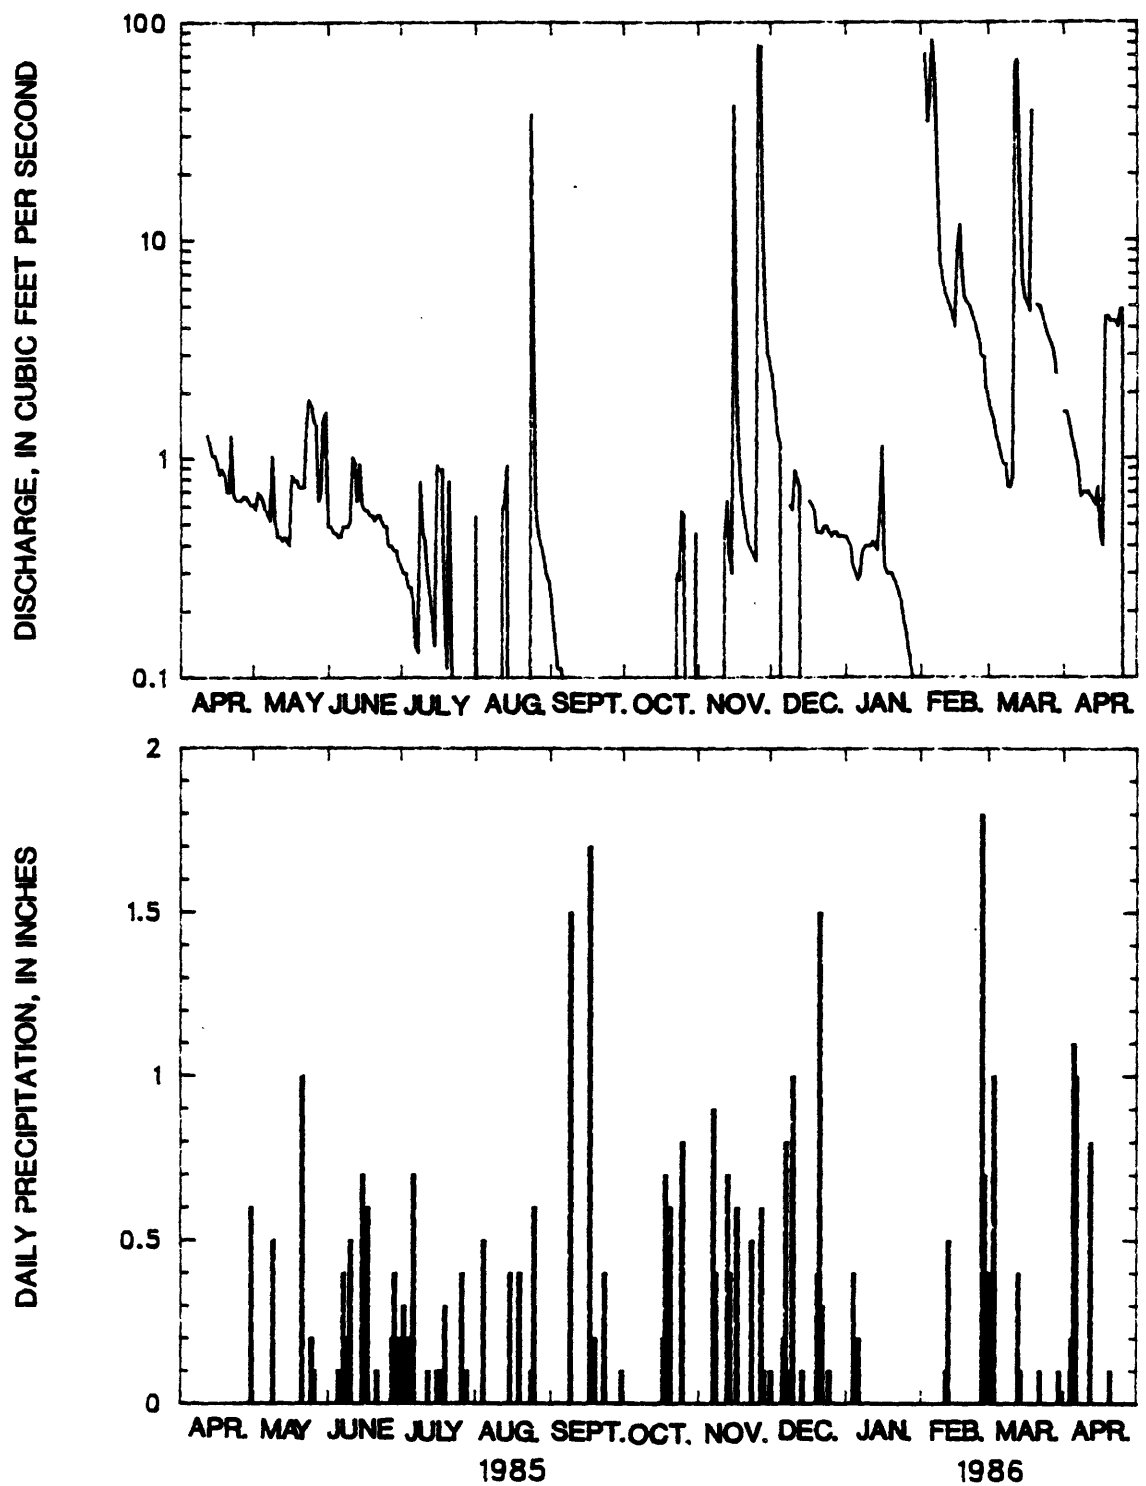 DISCHARGE, IN CUBIC FEET PER SECOND
100
10
1
0.1
APR. MAY JUNE JULY AUG. SEPT. OCT. NOV. DEC. JAN. FEB. MAR. APR.
DAILY PRECIPITATION, IN INCHES
2
1.5
1
0.5
0
APR. MAY JUNE JULY AUG. SEPT. OCT. NOV. DEC. JAN. FEB. MAR. APR.
1985 1986